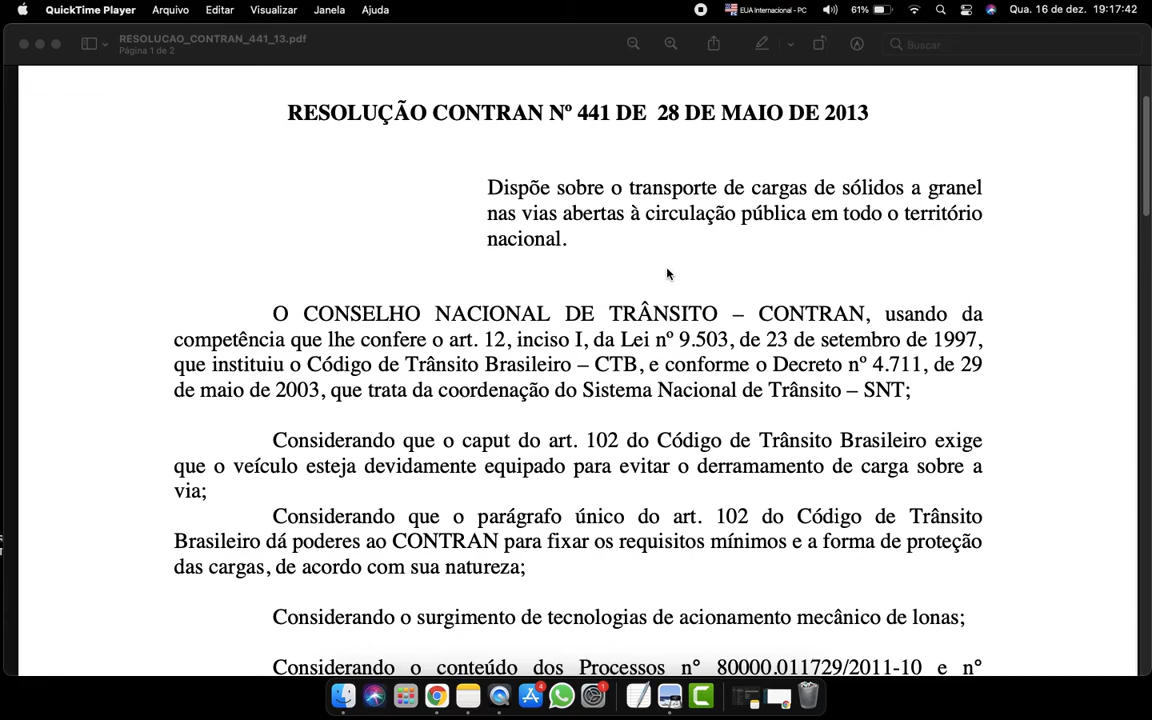 QuickTime Player Arquivo Editar Visualizar Janela Ajuda EUA Internacional - PC 61% Qua. 16 de dez. 19:17:42
RESOLUCAO_CONTRAN_441_13.pdf
Página 1 de 2
Buscar
RESOLUÇÃO CONTRAN Nº 441 DE 28 DE MAIO DE 2013
Dispõe sobre o transporte de cargas de sólidos a granel
nas vias abertas à circulação pública em todo o território
nacional.
O CONSELHO NACIONAL DE TRÂNSITO – CONTRAN, usando da
competência que lhe confere o art. 12, inciso I, da Lei nº 9.503, de 23 de setembro de 1997,
que instituiu o Código de Trânsito Brasileiro – CTB, e conforme o Decreto nº 4.711, de 29
de maio de 2003, que trata da coordenação do Sistema Nacional de Trânsito – SNT;
Considerando que o caput do art. 102 do Código de Trânsito Brasileiro exige
que o veículo esteja devidamente equipado para evitar o derramamento de carga sobre a
via;
Considerando que o parágrafo único do art. 102 do Código de Trânsito
Brasileiro dá poderes ao CONTRAN para fixar os requisitos mínimos e a forma de proteção
das cargas, de acordo com sua natureza;
Considerando o surgimento de tecnologias de acionamento mecânico de lonas;
Considerando o conteúdo dos Processos n° 80000.011729/2011-10 e n°
4
1